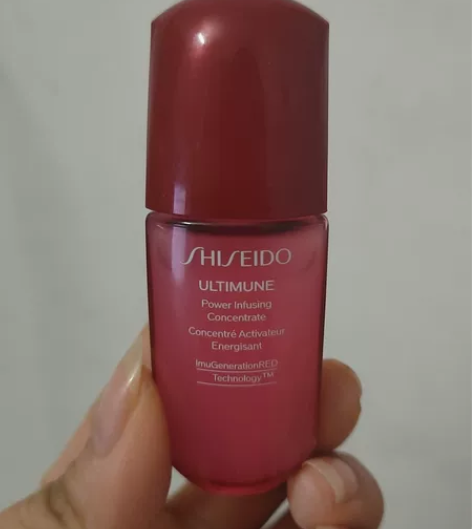 SHISEIDO
ULTIMUNE
Power Infusing
Concentrate
Concentré Activateur
Energisant
ImuGenerationRED
Technology™